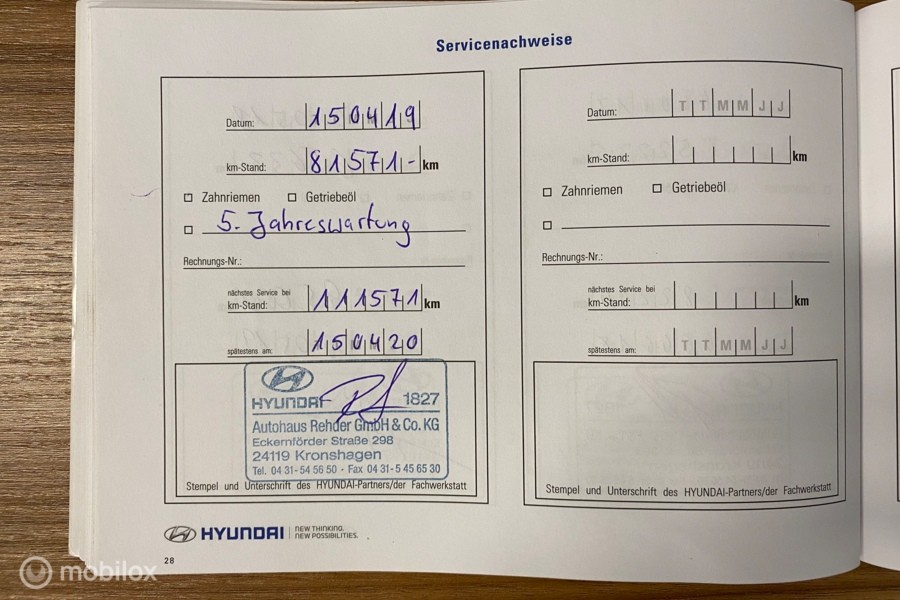 Servicenachweise
Datum: 150419
km-Stand: 81571- km
Zahnriemen Getriebeöl
5. Jahreswartung
Rechnungs-Nr.:
nächstes Service bei
km-Stand: 111571 km
spätestens am: 150420
HYUNDAI 1827
Autohaus Rehder GmbH & Co. KG
Eckernförder Straße 298
24119 Kronshagen
Tel. 04 31- 54 56 50 · Fax 04 31- 5 45 65 30
Stempel und Unterschrift des HYUNDAI-Partners/der Fachwerkstatt
Datum: T T M M J J
km-Stand: km
Zahnriemen Getriebeöl
Rechnungs-Nr.:
nächstes Service bei
km-Stand: km
spätestens am: T T M M J J
Stempel und Unterschrift des HYUNDAI-Partners/der Fachwerkstatt
HYUNDAI NEW THINKING.
NEW POSSIBILITIES.
28
mobilox